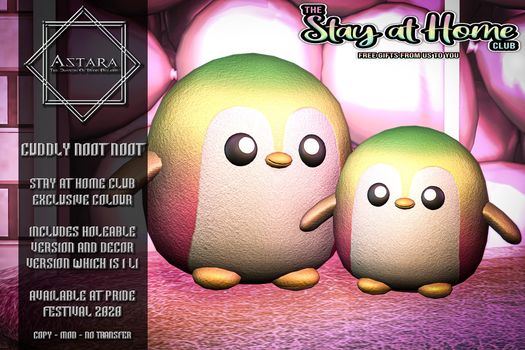 ASTARA
CUDDLY NOOT NOOT
STAY AT HOME CLUB
EXCLUSIVE COLOUR
INCLUDES HOLEABLE
VERSION AND DECOR
VERSION WHICH IS 1 LI
AVAILABLE AT PRIDE
FESTIVAL 2020
COPY - MOD - NO TRANSFER
THE
Stay at Home
CLUB
FREE GIFTS FROM US TO YOU